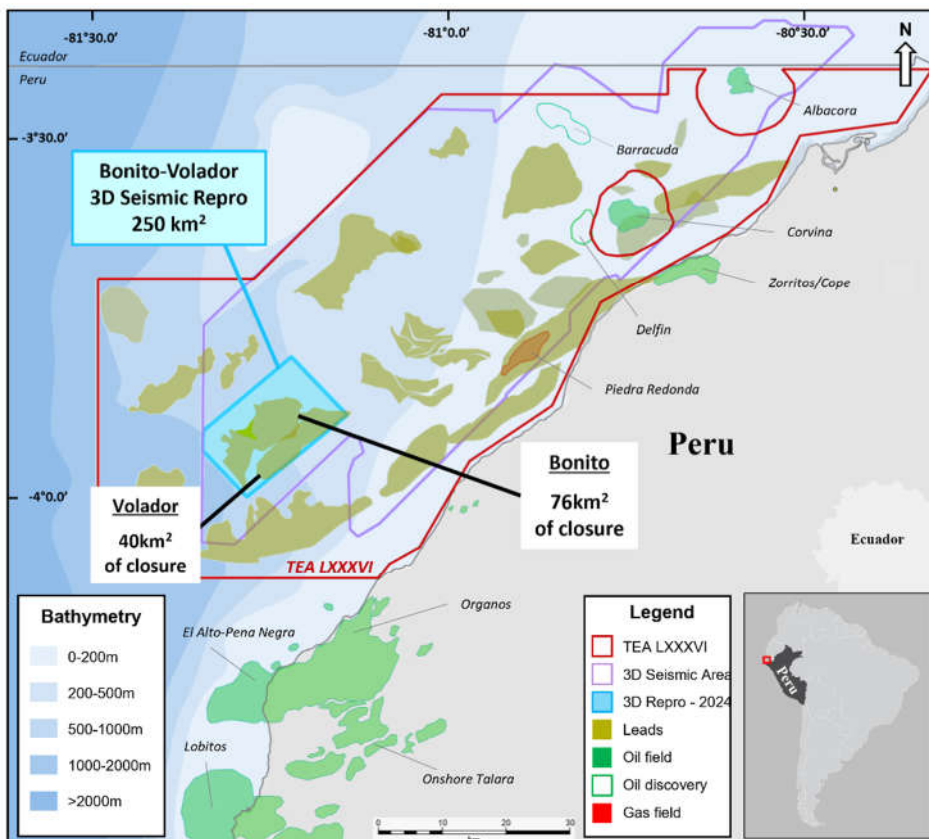 -81°30.0'
-81°0.0'
-80°30.0'
N
Ecuador
Peru
Albacora
-3°30.0'
Barracuda
Bonito-Volador
3D Seismic Repro
250 km²
Corvina
Zorritos/Cope
Delfin
Piedra Redonda
Peru
Bonito
76km²
of closure
-4°0.0'
Volador
40km²
of closure
TEA LXXXVI
Ecuador
Bathymetry
0-200m
200-500m
500-1000m
1000-2000m
>2000m
El Alto-Pena Negra
Organos
Lobitos
Onshore Talara
0
10
20
30
Legend
TEA LXXXVI
3D Seismic Area
3D Repro - 2024
Leads
Oil field
Oil discovery
Gas field
Peru